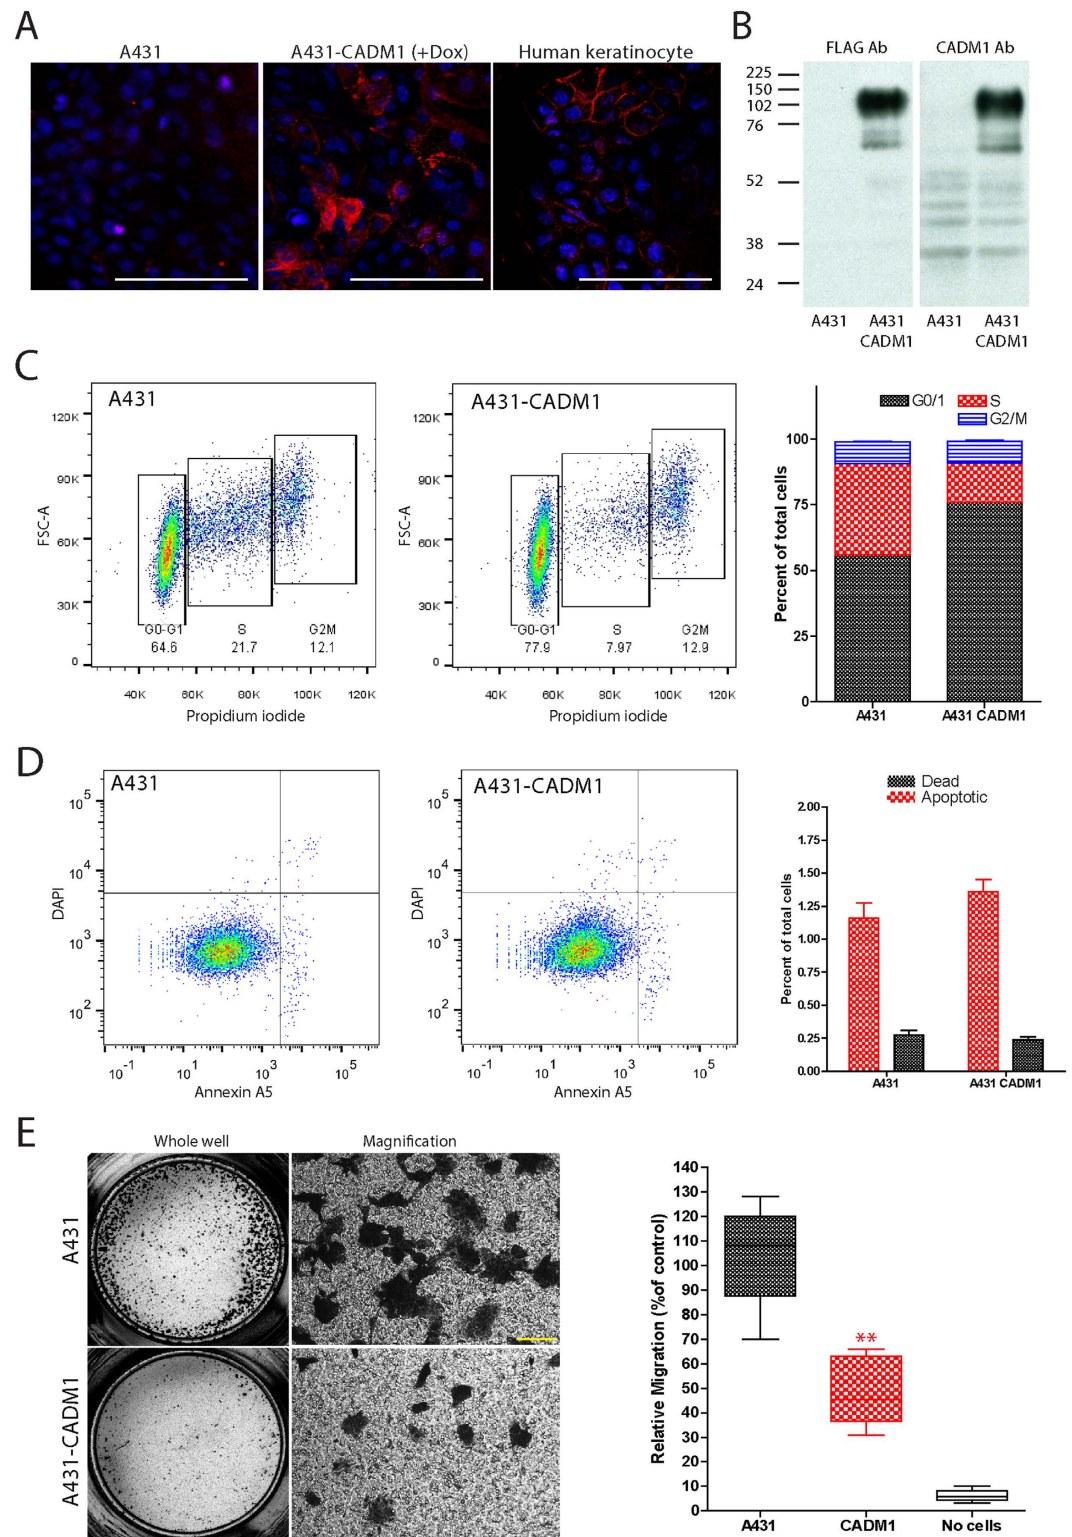 A
A431
A431-CADM1 (+Dox)
Human keratinocyte
B
FLAG Ab
CADM1 Ab
225
150
102
76
52
38
24
A431
A431
CADM1
A431
A431
CADM1
C
A431
120K
90K
60K
30K
0
FSC-A
G0-G1
64.6
S
21.7
G2M
12.1
40K
60K
80K
100K
120K
Propidium iodide
A431-CADM1
120K
90K
60K
30K
0
FSC-A
G0-G1
77.9
S
7.97
G2M
12.9
40K
60K
80K
100K
120K
Propidium iodide
G0/1
S
G2/M
100
75
50
25
0
Percent of total cells
A431
A431 CADM1
D
A431
10^5
10^4
10^3
10^2
DAPI
10^-1
10^1
10^3
10^5
Annexin A5
A431-CADM1
10^5
10^4
10^3
10^2
DAPI
10^-1
10^1
10^3
10^5
Annexin A5
Dead
Apoptotic
2.00
1.75
1.50
1.25
1.00
0.75
0.50
0.25
0.00
Percent of total cells
A431
A431 CADM1
E
Whole well
Magnification
A431
A431-CADM1
140
130
120
110
100
90
80
70
60
50
40
30
20
10
0
Relative Migration (%of control)
**
A431
CADM1
No cells